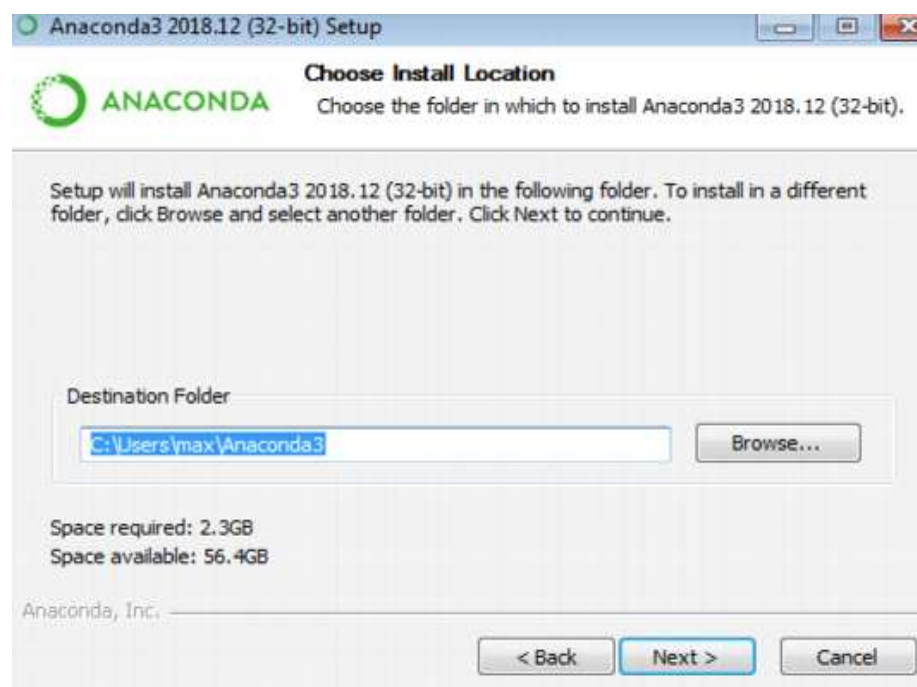 Anaconda3 2018.12 (32-bit) Setup
ANACONDA
Choose Install Location
Choose the folder in which to install Anaconda3 2018.12 (32-bit).
Setup will install Anaconda3 2018.12 (32-bit) in the following folder. To install in a different
folder, click Browse and select another folder. Click Next to continue.
Destination Folder
C:\Users\max\Anaconda3
Browse...
Space required: 2.3GB
Space available: 56.4GB
Anaconda, Inc.
< Back
Next >
Cancel